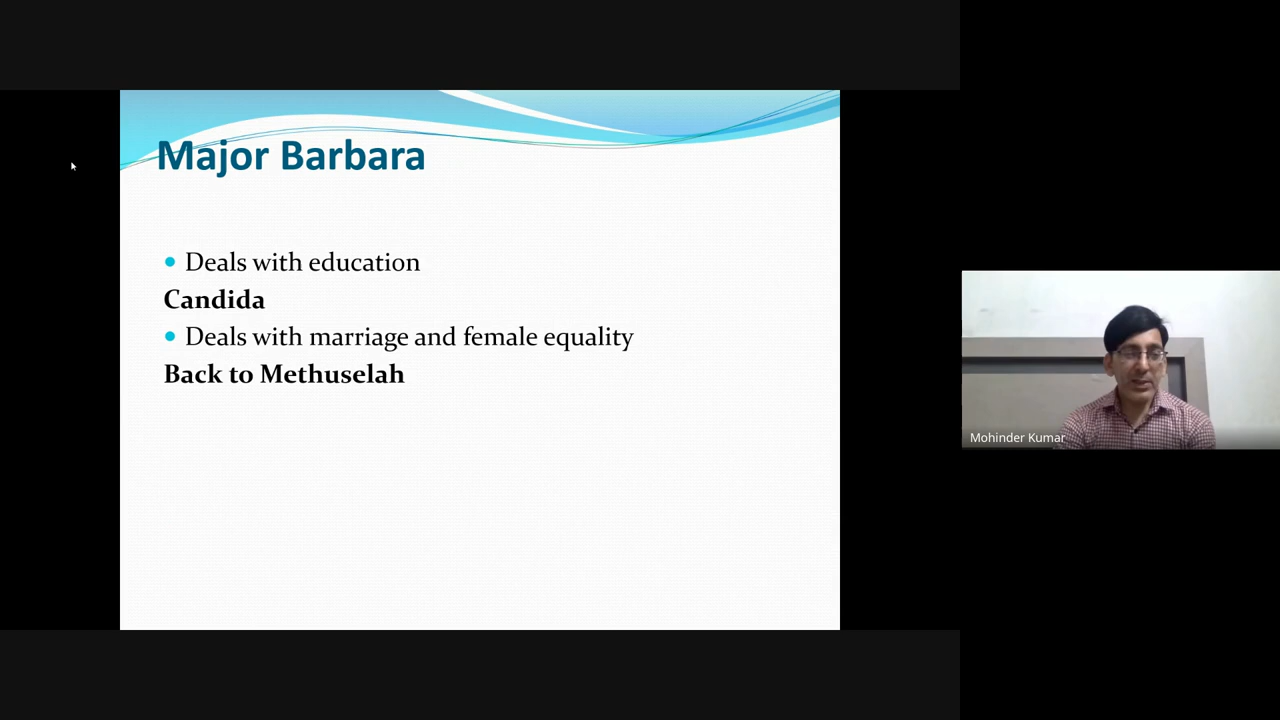 Major Barbara
Deals with education
Candida
Deals with marriage and female equality
Back to Methuselah
Mohinder Kumar